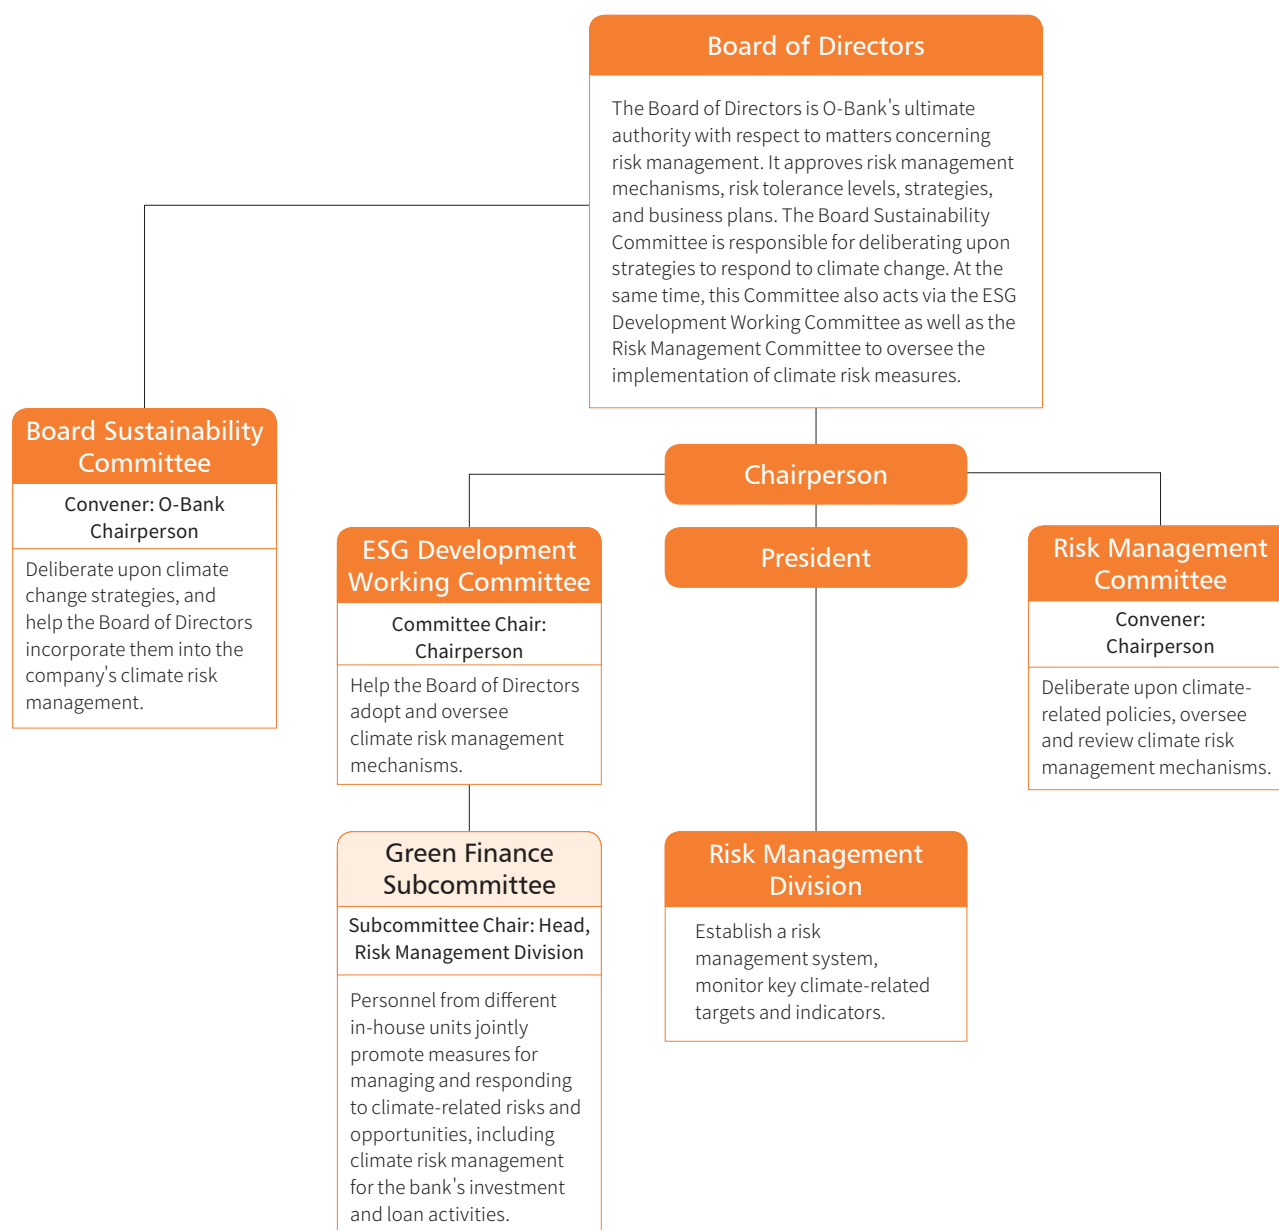 Board of Directors
The Board of Directors is O-Bank's ultimate
authority with respect to matters concerning
risk management. It approves risk management
mechanisms, risk tolerance levels, strategies,
and business plans. The Board Sustainability
Committee is responsible for deliberating upon
strategies to respond to climate change. At the
same time, this Committee also acts via the ESG
Development Working Committee as well as the
Risk Management Committee to oversee the
implementation of climate risk measures.
Board Sustainability
Committee
Convener: O-Bank
Chairperson
Deliberate upon climate
change strategies, and
help the Board of Directors
incorporate them into the
company's climate risk
management.
Chairperson
President
ESG Development
Working Committee
Committee Chair:
Chairperson
Help the Board of Directors
adopt and oversee
climate risk management
mechanisms.
Risk Management
Committee
Convener:
Chairperson
Deliberate upon climate-
related policies, oversee
and review climate risk
management mechanisms.
Green Finance
Subcommittee
Subcommittee Chair: Head,
Risk Management Division
Personnel from different
in-house units jointly
promote measures for
managing and responding
to climate-related risks and
opportunities, including
climate risk management
for the bank's investment
and loan activities.
Risk Management
Division
Establish a risk
management system,
monitor key climate-related
targets and indicators.